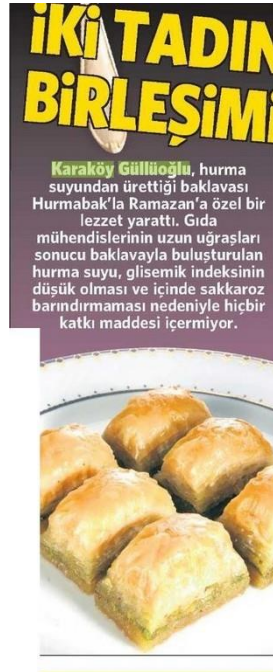 İKİ TADIN
BİRLEŞİMİ
Karaköy Güllüoğlu, hurma
suyundan ürettiği baklavası
Hurmabak’la Ramazan’a özel bir
lezzet yarattı. Gıda
mühendislerinin uzun uğraşları
sonucu baklavayla buluşturulan
hurma suyu, glisemik indeksinin
düşük olması ve içinde sakkaroz
barındırmaması nedeniyle hiçbir
katkı maddesi içermiyor.